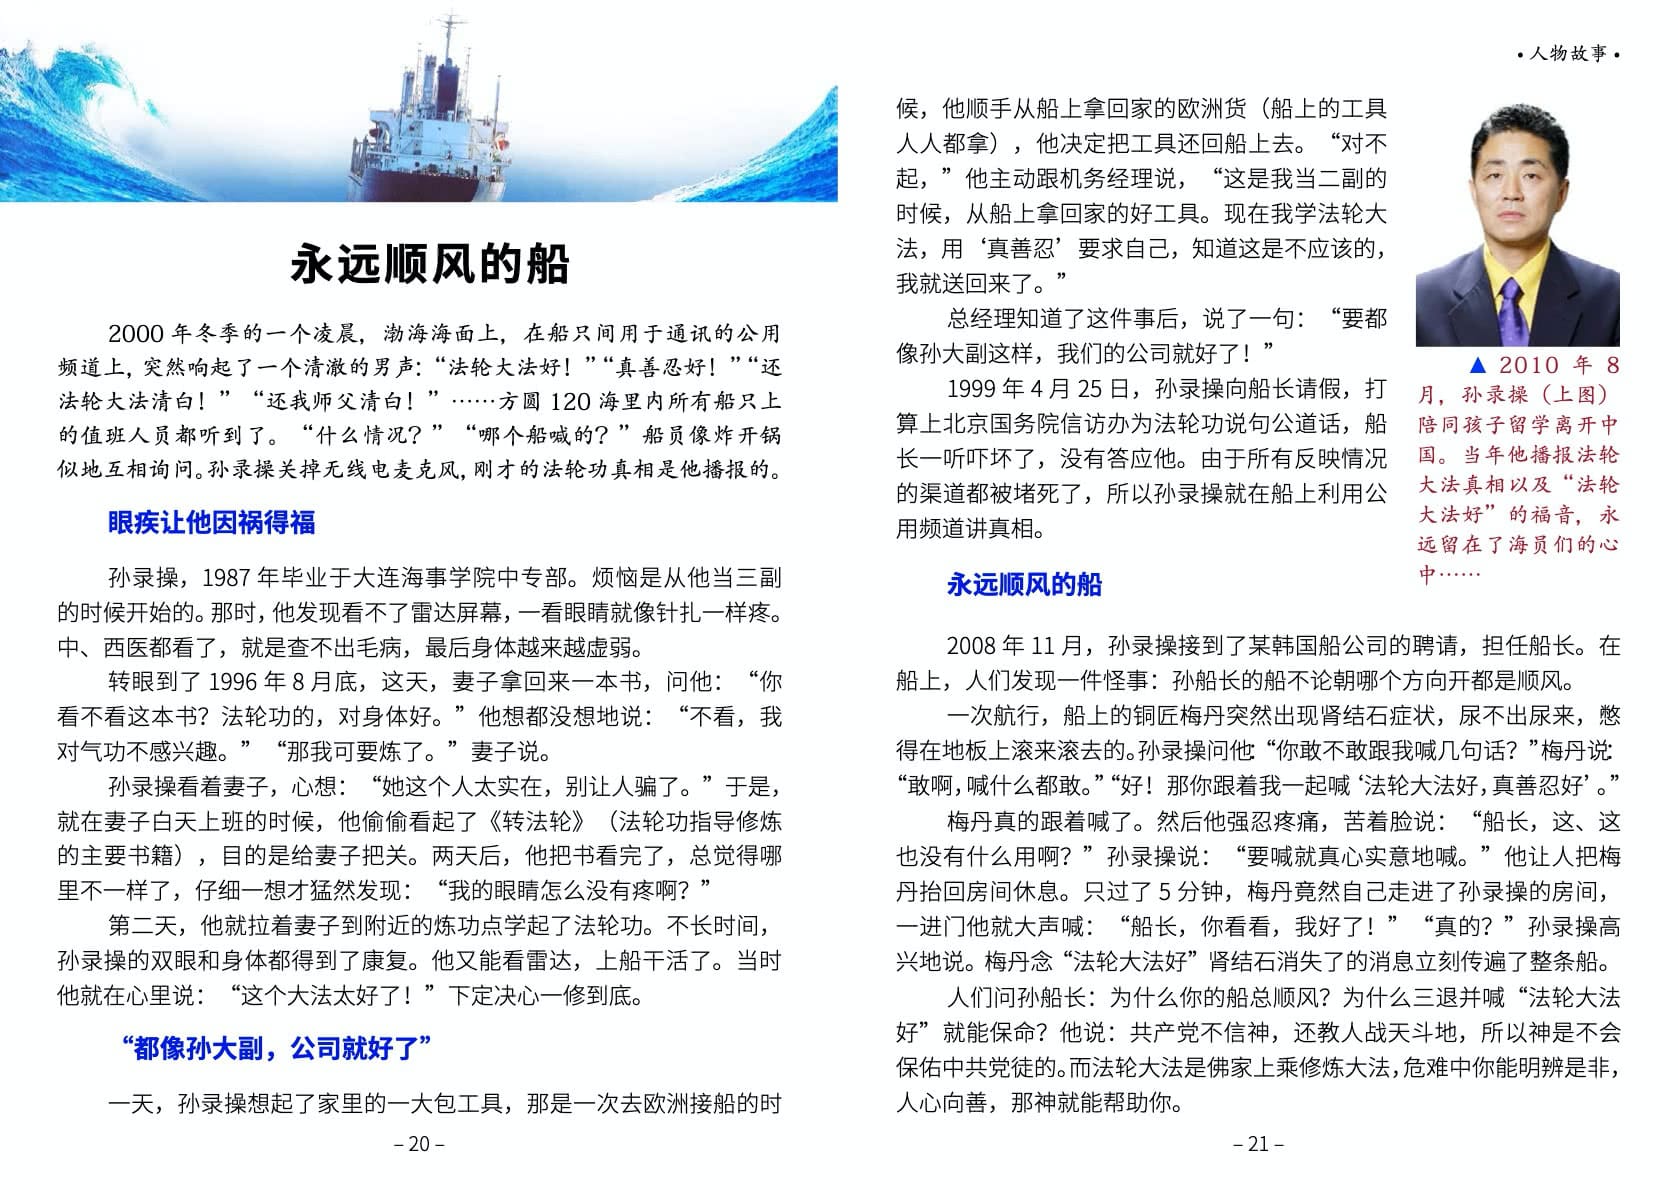 永远顺风的船
2000 年冬季的一个凌晨，渤海海面上，在船只间用于通讯的公用
频道上，突然响起了一个清澈的男声：“法轮大法好！”“真善忍好！”“还
法轮大法清白！”“还我师父清白！”……方圆 120 海里内所有船只上
的值班人员都听到了。“什么情况？”“哪个船喊的？”船员像炸开锅
似地互相询问。孙录操关掉无线电麦克风，刚才的法轮功真相是他播报的。
眼疾让他因祸得福
孙录操，1987 年毕业于大连海事学院中专部。烦恼是从他当三副
的时候开始的。那时，他发现看不了雷达屏幕，一看眼睛就像针扎一样疼。
中、西医都看了，就是查不出毛病，最后身体越来越虚弱。
转眼到了 1996 年 8 月底，这天，妻子拿回来一本书，问他：“你
看不看这本书？法轮功的，对身体好。”他想都没想地说：“不看，我
对气功不感兴趣。”“那我可要炼了。”妻子说。
孙录操看着妻子，心想：“她这个人太实在，别让人骗了。”于是，
就在妻子白天上班的时候，他偷偷看起了《转法轮》（法轮功指导修炼
的主要书籍），目的是给妻子把关。两天后，他把书看完了，总觉得哪
里不一样了，仔细一想才猛然发现：“我的眼睛怎么没有疼啊？”
第二天，他就拉着妻子到附近的炼功点学起了法轮功。不长时间，
孙录操的双眼和身体都得到了康复。他又能看雷达，上船干活了。当时
他就在心里说：“这个大法太好了！”下定决心一修到底。
“都像孙大副，公司就好了”
一天，孙录操想起了家里的一大包工具，那是一次去欧洲接船的时
– 20 –
• 人物故事 •
候，他顺手从船上拿回家的欧洲货（船上的工具
人人都拿），他决定把工具还回船上去。“对不
起，”他主动跟机务经理说，“这是我当二副的
时候，从船上拿回家的好工具。现在我学法轮大
法，用‘真善忍’要求自己，知道这是不应该的，
我就送回来了。”
总经理知道了这件事后，说了一句：“要都
像孙大副这样，我们的公司就好了！”
1999 年 4 月 25 日，孙录操向船长请假，打
算上北京国务院信访办为法轮功说句公道话，船
长一听吓坏了，没有答应他。由于所有反映情况
的渠道都被堵死了，所以孙录操就在船上利用公
用频道讲真相。
▲ 2010 年 8
月，孙录操（上图）
陪同孩子留学离开中
国。当年他播报法轮
大法真相以及“法轮
大法好”的福音，永
远留在了海员们的心
中……
永远顺风的船
2008 年 11 月，孙录操接到了某韩国船公司的聘请，担任船长。在
船上，人们发现一件怪事：孙船长的船不论朝哪个方向开都是顺风。
一次航行，船上的铜匠梅丹突然出现肾结石症状，尿不出尿来，憋
得在地板上滚来滚去的。孙录操问他：“你敢不敢跟我喊几句话？”梅丹说：
“敢啊，喊什么都敢。”“好！那你跟着我一起喊‘法轮大法好，真善忍好’。”
梅丹真的跟着喊了。然后他强忍疼痛，苦着脸说：“船长，这、这
也没有什么用啊？”孙录操说：“要喊就真心实意地喊。”他让人把梅
丹抬回房间休息。只过了 5 分钟，梅丹竟然自己走进了孙录操的房间，
一进门他就大声喊：“船长，你看看，我好了！”“真的？”孙录操高
兴地说。梅丹念“法轮大法好”肾结石消失了的消息立刻传遍了整条船。
人们问孙船长：为什么你的船总顺风？为什么三退并喊“法轮大法
好”就能保命？他说：共产党不信神，还教人战天斗地，所以神是不会
保佑中共党徒的。而法轮大法是佛家上乘修炼大法，危难中你能明辨是非，
人心向善，那神就能帮助你。
– 21 –